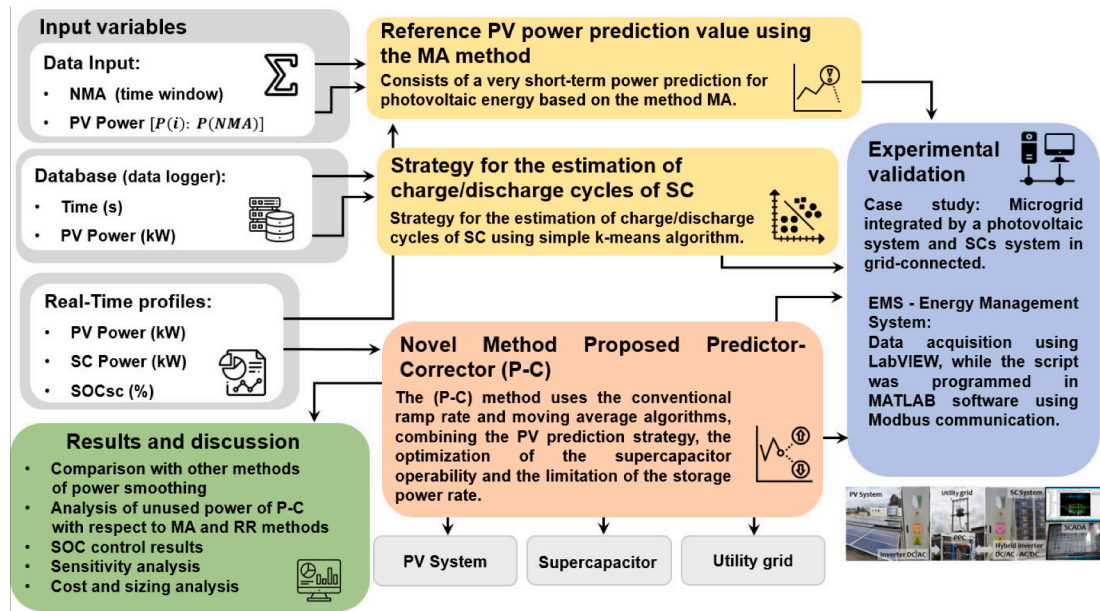 Input variables
Data Input:
• NMA (time window)
• PV Power [P(i): P(NMA)]
Database (data logger):
• Time (s)
• PV Power (kW)
Real-Time profiles:
• PV Power (kW)
• SC Power (kW)
• SOCsc (%)
Reference PV power prediction value using
the MA method
Consists of a very short-term power prediction for
photovoltaic energy based on the method MA.
Strategy for the estimation of
charge/discharge cycles of SC
Strategy for the estimation of charge/discharge
cycles of SC using simple k-means algorithm.
Novel Method Proposed Predictor-
Corrector (P-C)
The (P-C) method uses the conventional
ramp rate and moving average algorithms,
combining the PV prediction strategy, the
optimization of the supercapacitor
operability and the limitation of the storage
power rate.
PV System
Supercapacitor
Utility grid
Experimental
validation
Case study: Microgrid
integrated by a photovoltaic
system and SCs system in
grid-connected.
EMS - Energy Management
System:
Data acquisition using
LabVIEW, while the script
was programmed in
MATLAB software using
Modbus communication.
PV System
Utility grid
SC System
PPC
SCADA
Inverter DC/AC
Hybrid inverter
DC/AC - AC/DC
Results and discussion
• Comparison with other methods
of power smoothing
• Analysis of unused power of P-C
with respect to MA and RR methods
• SOC control results
• Sensitivity analysis
• Cost and sizing analysis